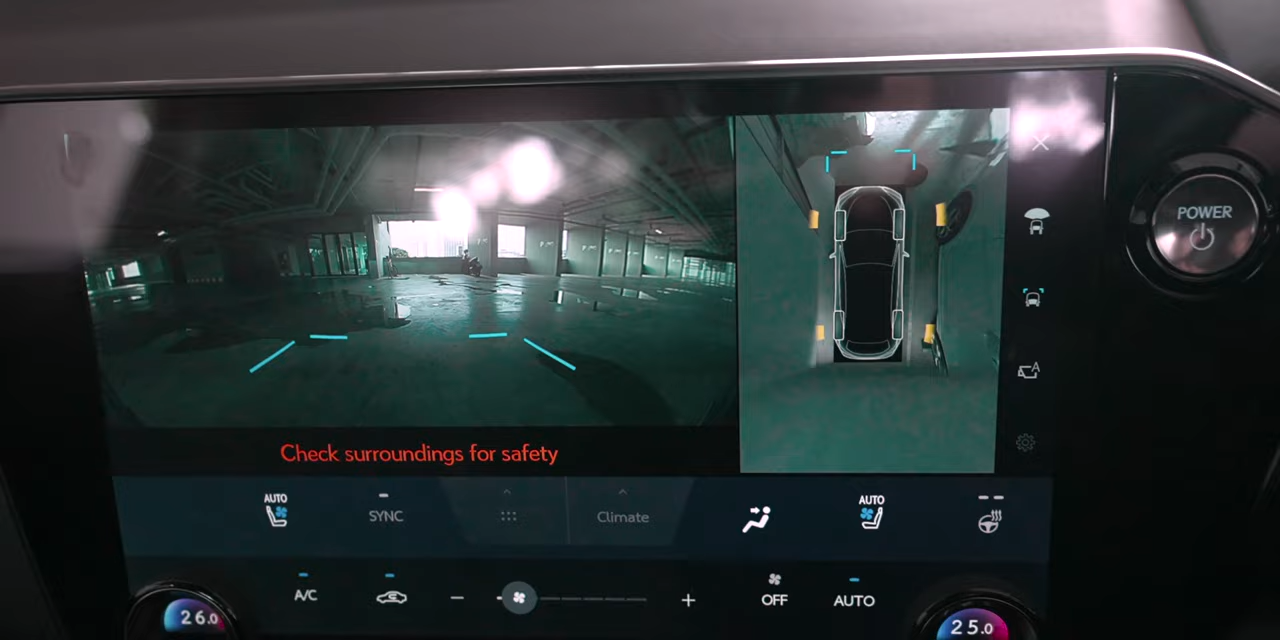 POWER
Check surroundings for safety
AUTO
SYNC
Climate
AUTO
A/C
OFF
AUTO
26.0
25.0